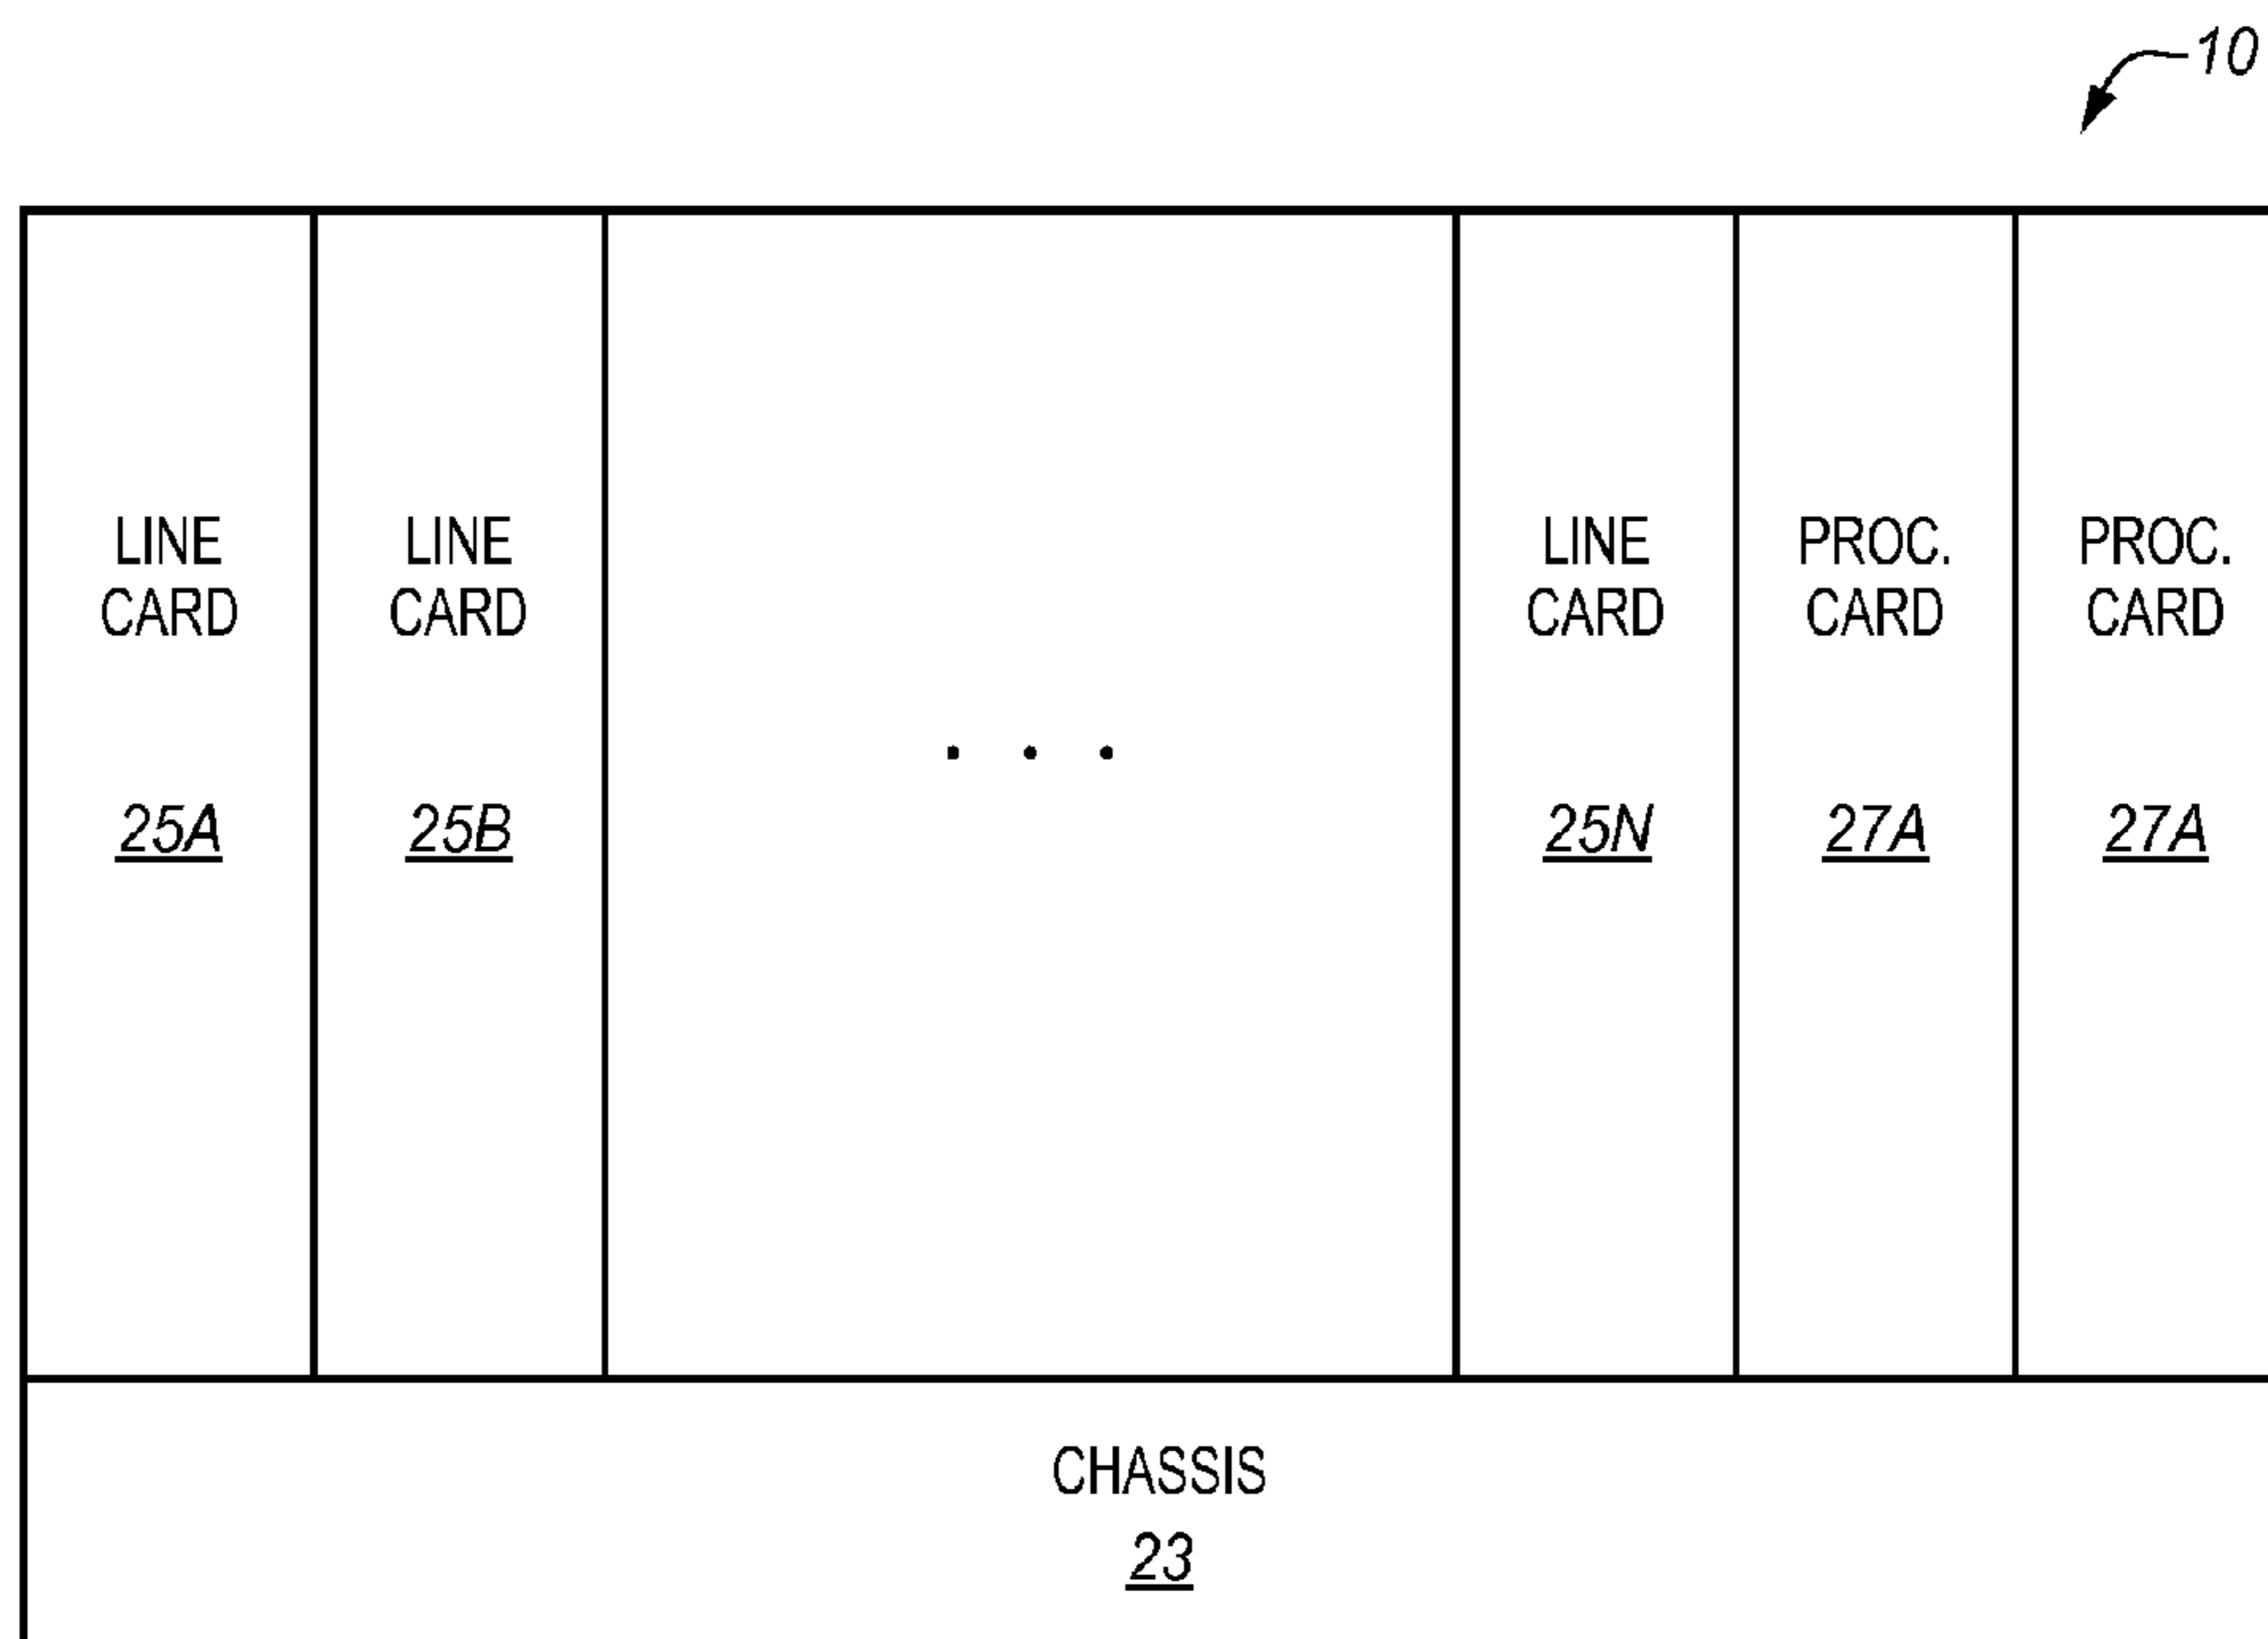 10
LINE
CARD
25A
LINE
CARD
25B
. . .
LINE
CARD
25N
PROC.
CARD
27A
PROC.
CARD
27A
CHASSIS
23